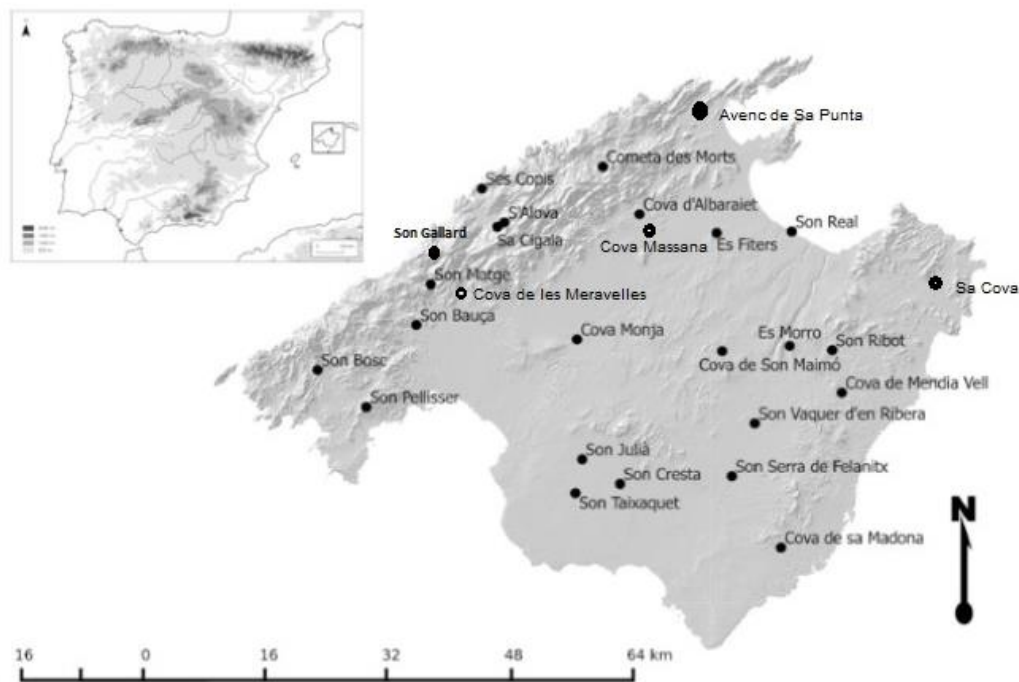 Avenc de Sa Punta
Cometa des Morts
Ses Copis
S'Alova
Cova d'Albaraiet
Son Real
Sa Cigala
Cova Massana
Es Fiters
Son Gallard
Son Matge
Cova de les Meravelles
Sa Cova
Son Bauça
Cova Monja
Es Morro
Son Ribot
Cova de Son Maimó
Son Bosc
Cova de Mendia Vell
Son Pellisser
Son Vaquer d'en Ribera
Son Julià
Son Serra de Felanitx
Son Cresta
Son Taixaquet
Cova de sa Madona
N
16 0 16 32 48 64 km